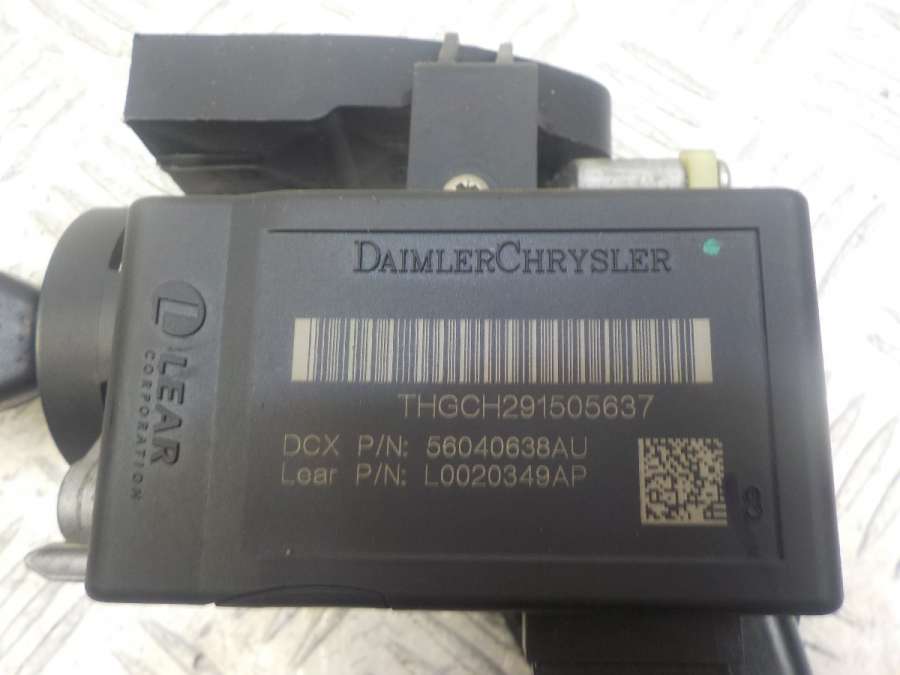 DAIMLERCHRYSLER
LEAR
CORPORATION
THGCH291505637
DCX P/N: 56040638AU
Lear P/N: L0020349AP